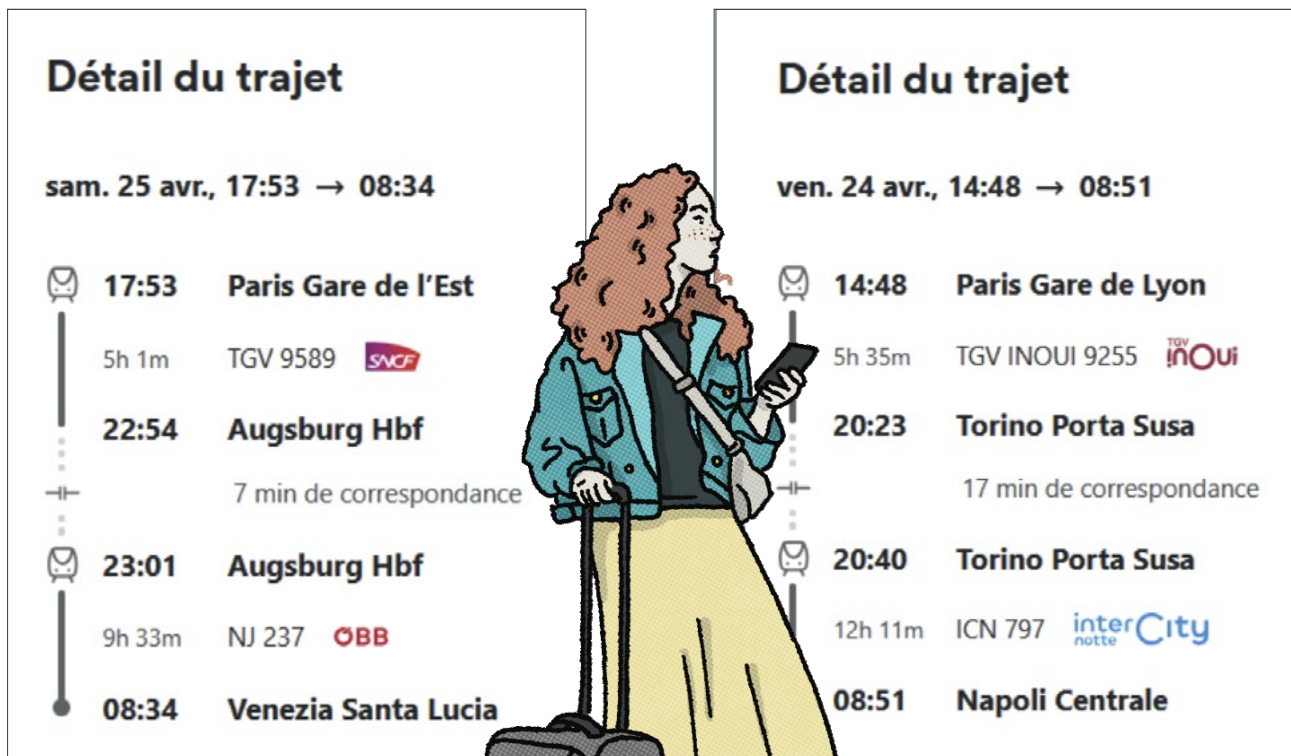 Détail du trajet
sam. 25 avr., 17:53 → 08:34
17:53 Paris Gare de l'Est
5h 1m TGV 9589 SNCF
22:54 Augsburg Hbf
7 min de correspondance
23:01 Augsburg Hbf
9h 33m NJ 237 ÖBB
08:34 Venezia Santa Lucia
Détail du trajet
ven. 24 avr., 14:48 → 08:51
14:48 Paris Gare de Lyon
5h 35m TGV INOUI 9255 TGV inOui
20:23 Torino Porta Susa
17 min de correspondance
20:40 Torino Porta Susa
12h 11m ICN 797 interCity notte
08:51 Napoli Centrale